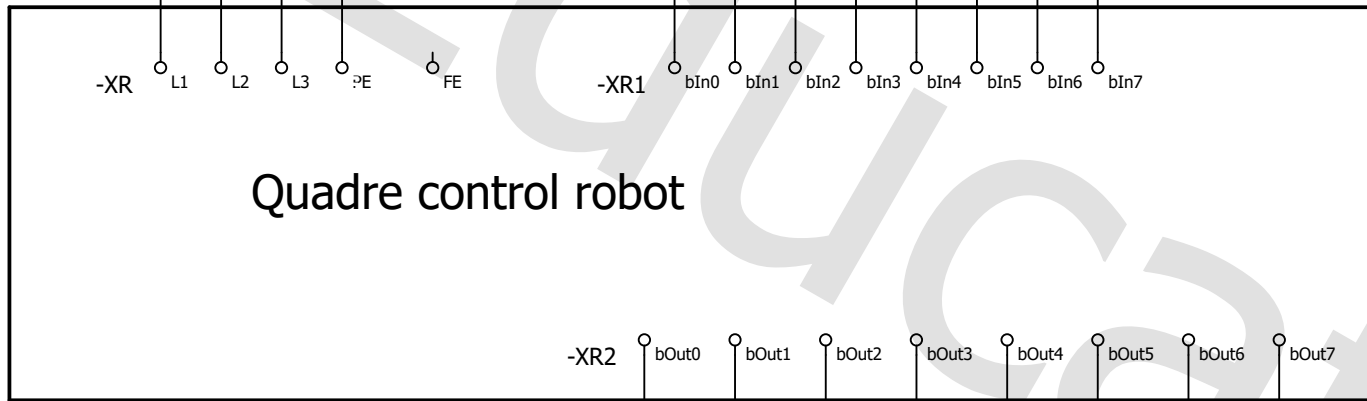 -XR L1 L2 L3 PE FE -XR1 bIn0 bIn1 bIn2 bIn3 bIn4 bIn5 bIn6 bIn7
Quadre control robot
-XR2 bOut0 bOut1 bOut2 bOut3 bOut4 bOut5 bOut6 bOut7